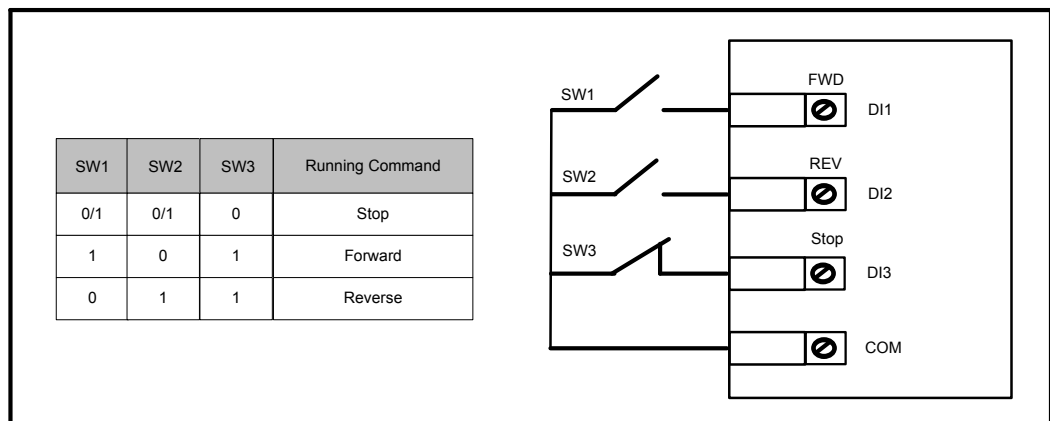 SW1 SW2 SW3 Running Command
0/1 0/1 0 Stop
1 0 1 Forward
0 1 1 Reverse
FWD
SW1
DI1
REV
SW2
DI2
Stop
SW3
DI3
COM